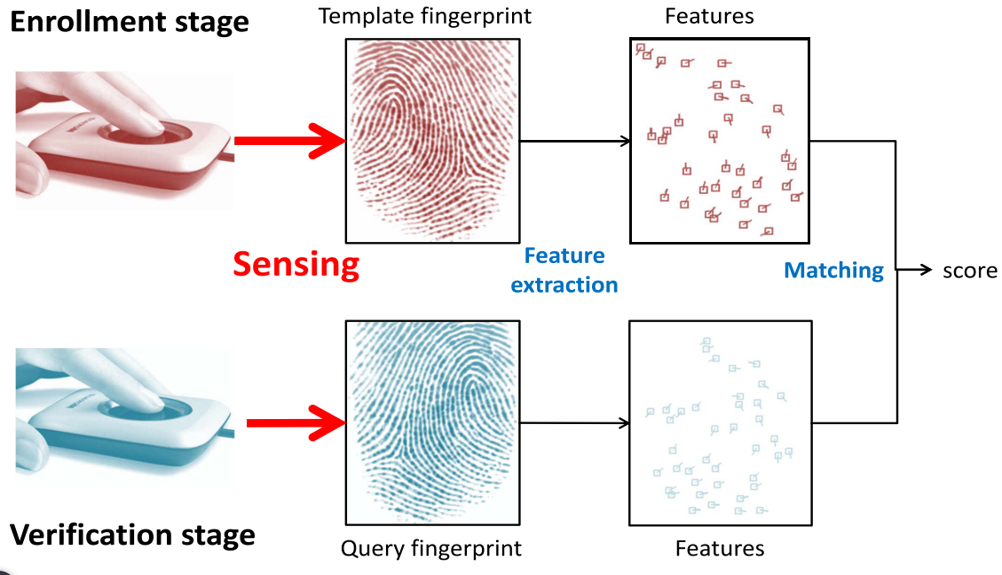 Enrollment stage
Template fingerprint
Features
Sensing
Feature
extraction
Matching
score
Verification stage
Query fingerprint
Features